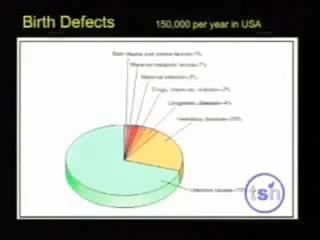 Birth Defects
150,000 per year in USA
Birth trauma and uterine factors—1%
Maternal metabolic factors—1%
Maternal infection—2%
Drugs, chemicals, radiation—2%
Cytogenetic diseases—4%
Hereditary diseases—20%
Unknown causes—70%
tsh